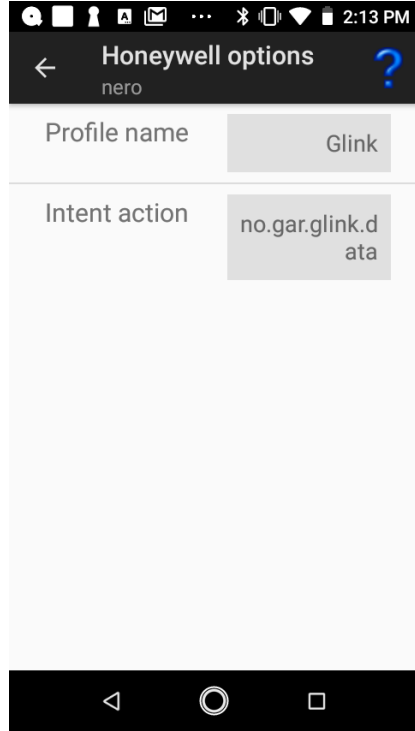 2:13 PM
Honeywell options
nero
Profile name
Glink
Intent action
no.gar.glink.d
ata